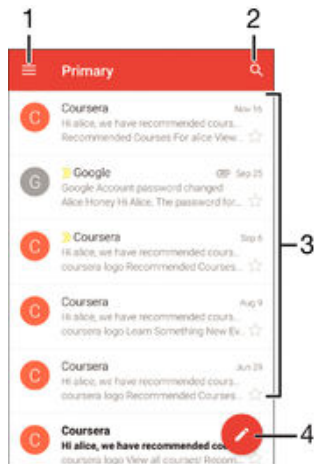 1
2
Primary
C
Coursera
Nov 16
Hi alice, we have recommended cours...
Recommended Courses For alice View...
3
G
Google
Sep 25
Google Account password changed
Alice Honey Hi Alice, The password for...
C
Coursera
Sep 6
Hi alice, we have recommended cours...
coursera logo Recommended Courses...
C
Coursera
Aug 9
Hi alice, we have recommended cours...
coursera logo Learn Something New Ev...
C
Coursera
Jun 29
Hi alice, we have recommended cours...
coursera logo Recommended Courses...
C
Coursera
Hi alice, we have recommended co
coursera logo View all courses! Recom
4